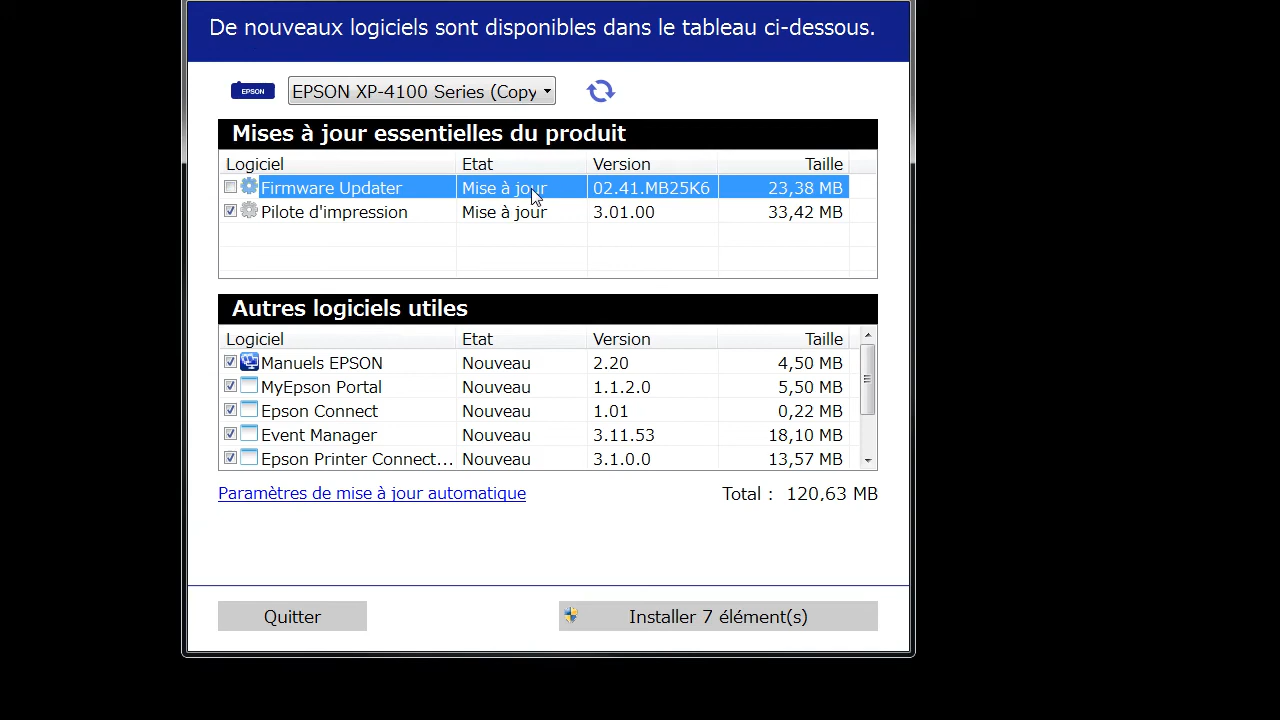 De nouveaux logiciels sont disponibles dans le tableau ci-dessous.
EPSON EPSON XP-4100 Series (Copy
Mises à jour essentielles du produit
Logiciel Etat Version Taille
Firmware Updater Mise à jour 02.41.MB25K6 23,38 MB
Pilote d'impression Mise à jour 3.01.00 33,42 MB
Autres logiciels utiles
Logiciel Etat Version Taille
Manuels EPSON Nouveau 2.20 4,50 MB
MyEpson Portal Nouveau 1.1.2.0 5,50 MB
Epson Connect Nouveau 1.01 0,22 MB
Event Manager Nouveau 3.11.53 18,10 MB
Epson Printer Connect... Nouveau 3.1.0.0 13,57 MB
Paramètres de mise à jour automatique Total : 120,63 MB
Quitter Installer 7 élément(s)